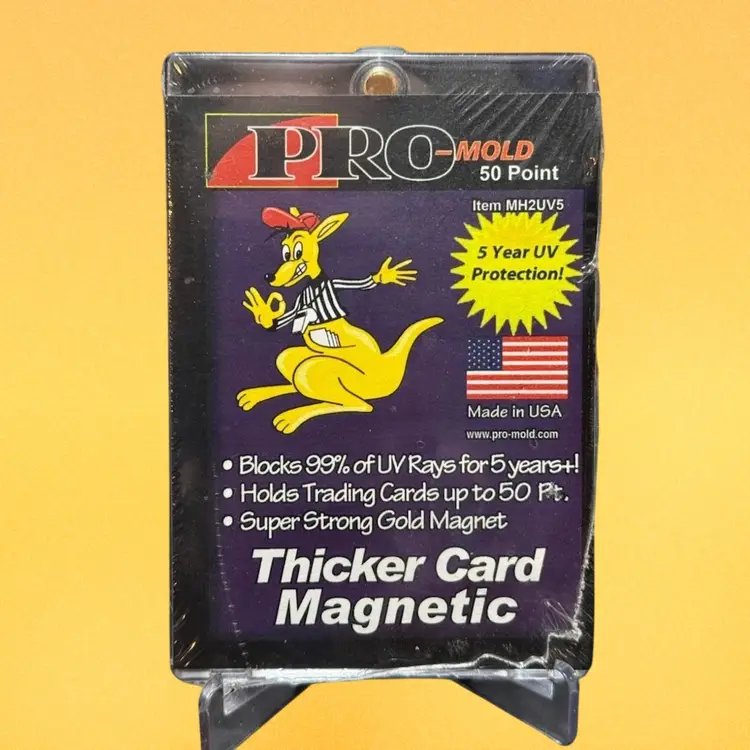 PRO-MOLD
50 Point
Item MH2UV5
5 Year UV
Protection!
Made in USA
www.pro-mold.com
• Blocks 99% of UV Rays for 5 years+!
• Holds Trading Cards up to 50 Pt.
• Super Strong Gold Magnet
Thicker Card
Magnetic